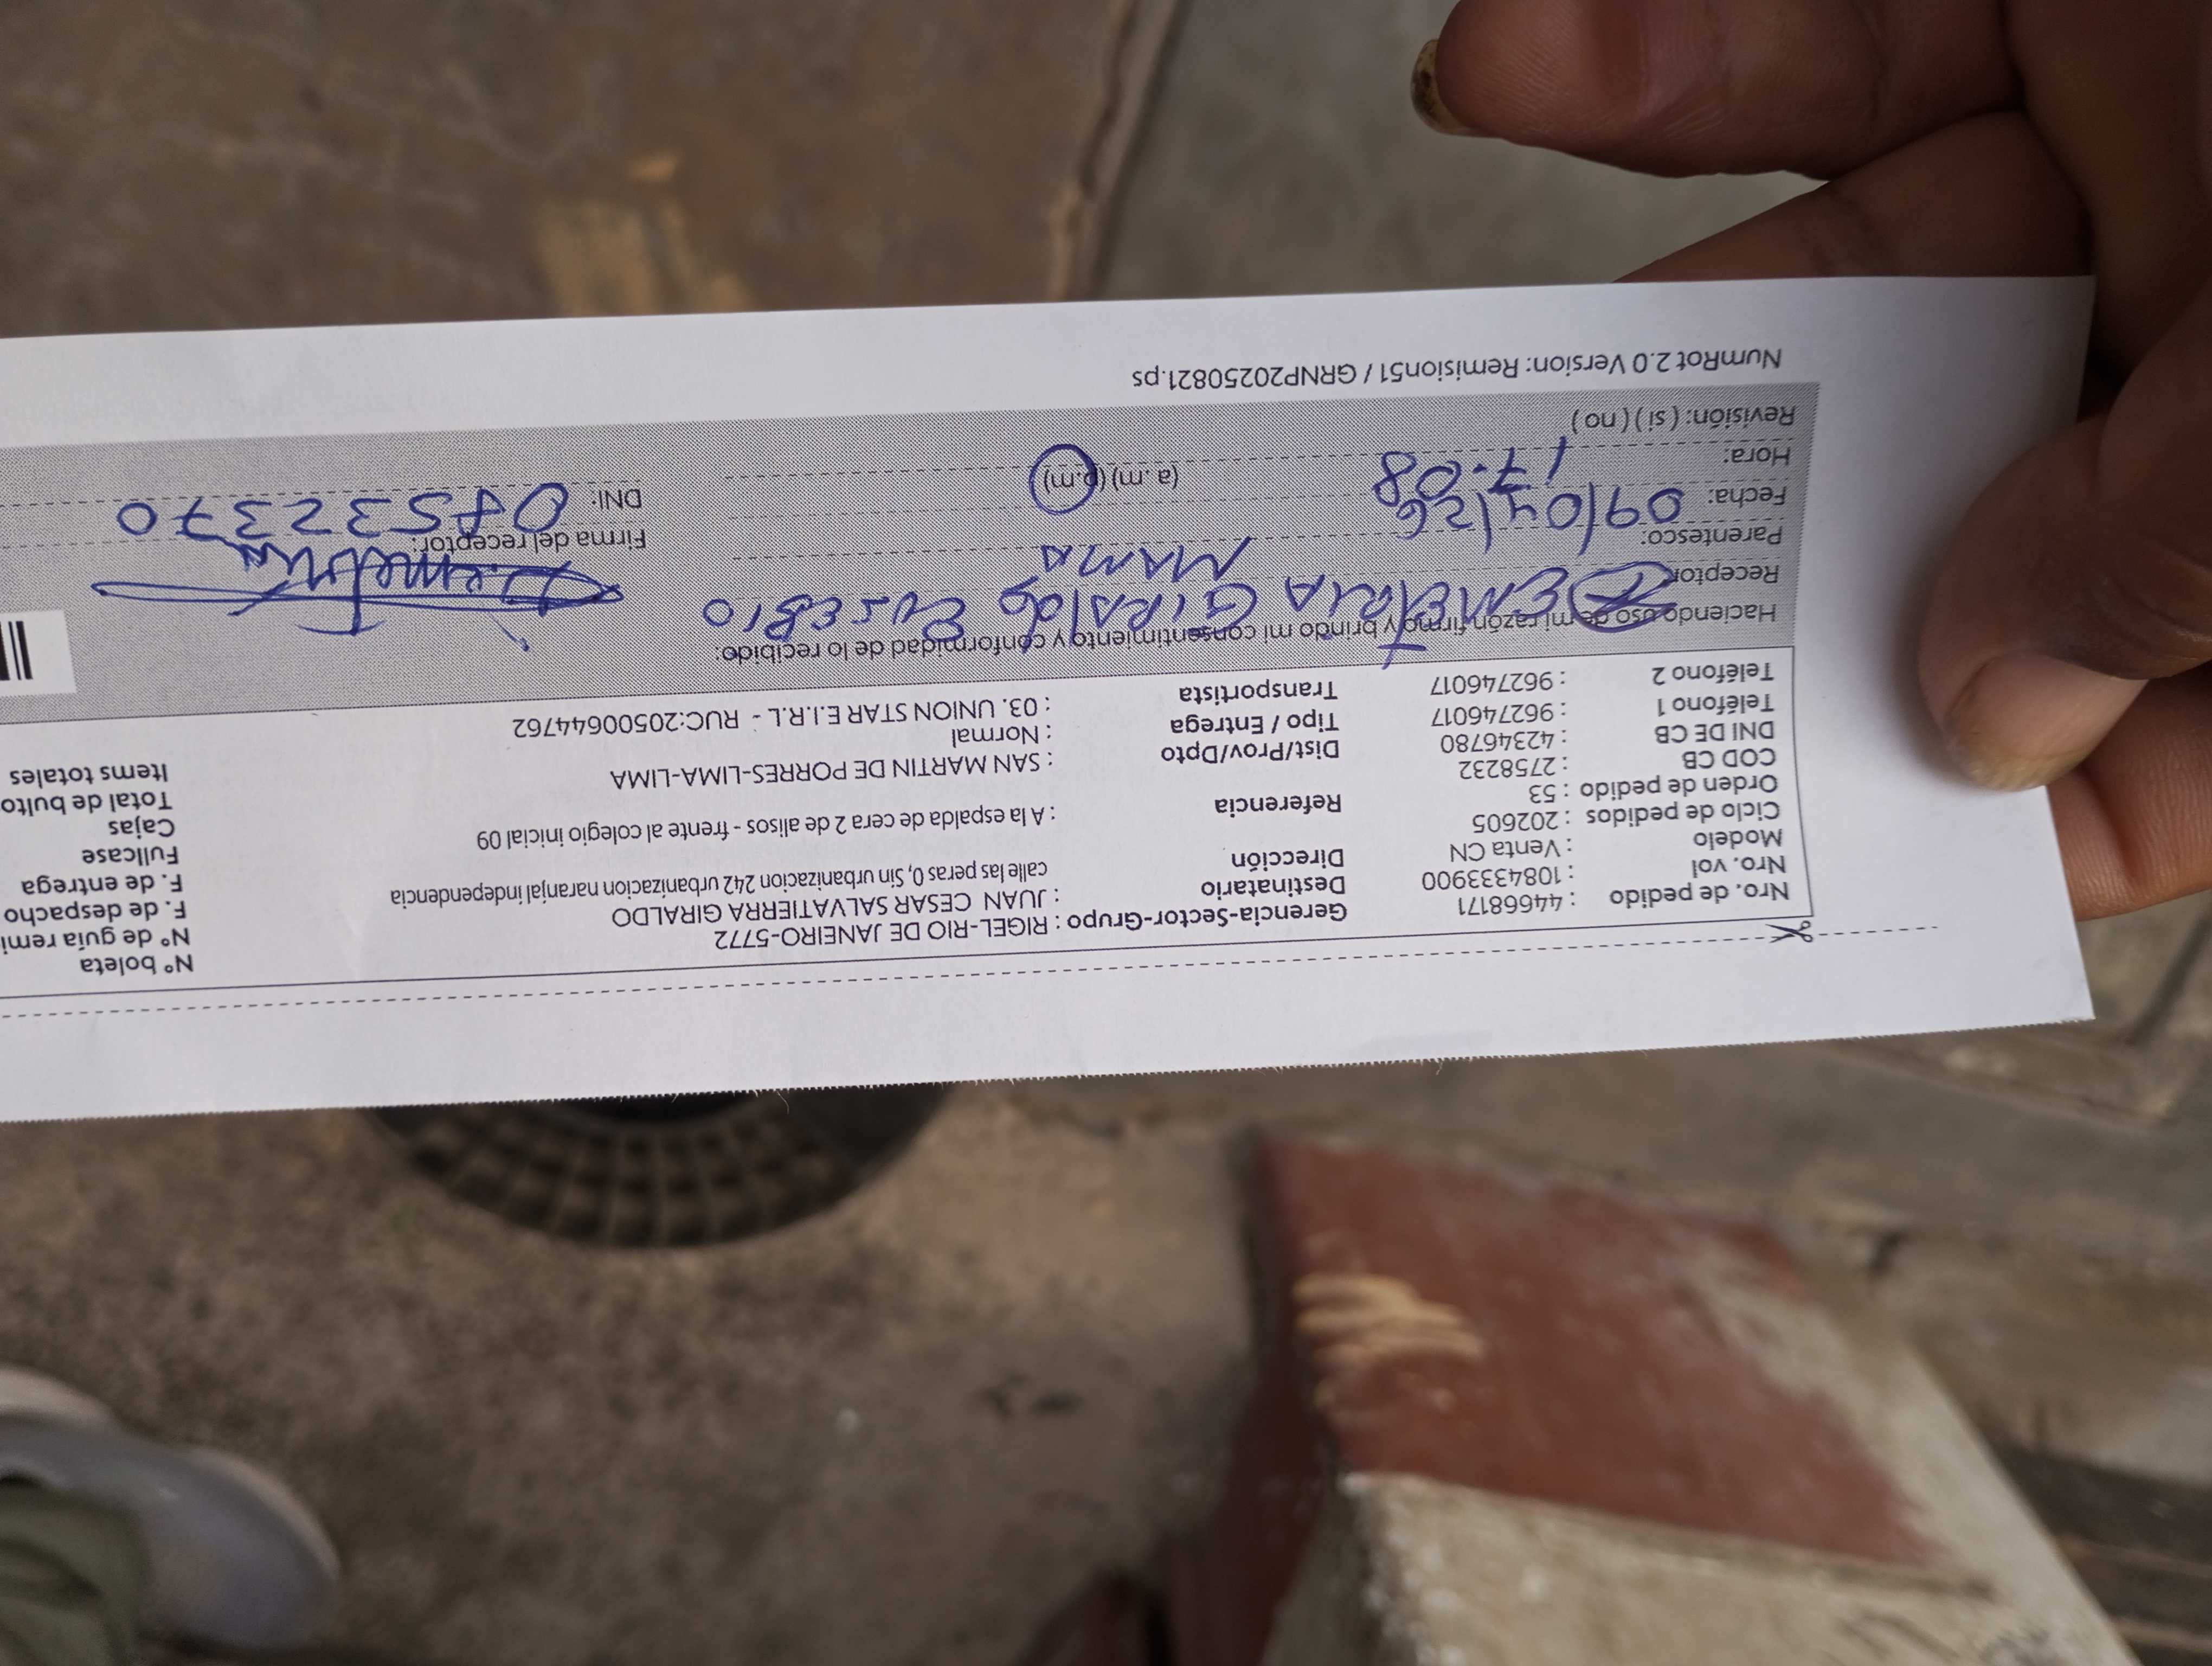 Nro. de pedido : 44668171 Gerencia-Sector-Grupo : RIGEL-RIO DE JANEIRO-5772 N° boleta
Nro. vol : 1084333900 Destinatario : JUAN CESAR SALVATIERRA GIRALDO N° de guía remi
Modelo : Venta CN Dirección calle las peras 0, Sin urbanizacion 242 urbanizacion naranjal independencia F. de despacho
Ciclo de pedidos : 202605 F. de entrega
Orden de pedido : 53 Referencia : A la espalda de cera 2 de alisos - frente al colegio inicial 09 Fullcase
COD CB : 2758232 Cajas
DNI DE CB : 42346780 Dist/Prov/Dpto : SAN MARTIN DE PORRES-LIMA-LIMA Total de bulto
Teléfono 1 : 962746017 Tipo / Entrega : Normal Items totales
Teléfono 2 : 962746017 Transportista : 03. UNION STAR E.I.R.L - RUC:20500644762
Haciendo uso de mi razón firmo y brindo mi consentimiento y conformidad de lo recibido:
Receptor DEMETRIA GIRALDO EUSEBIO
Parentesco: MAMA Firma del receptor: Demetria
Fecha: 09/04/26 DNI:
Hora: 17.08 (a.m) (p.m)
Revisión: ( si ) ( no )
NumRot 2.0 Version: Remision51 / GRNP20250821.ps